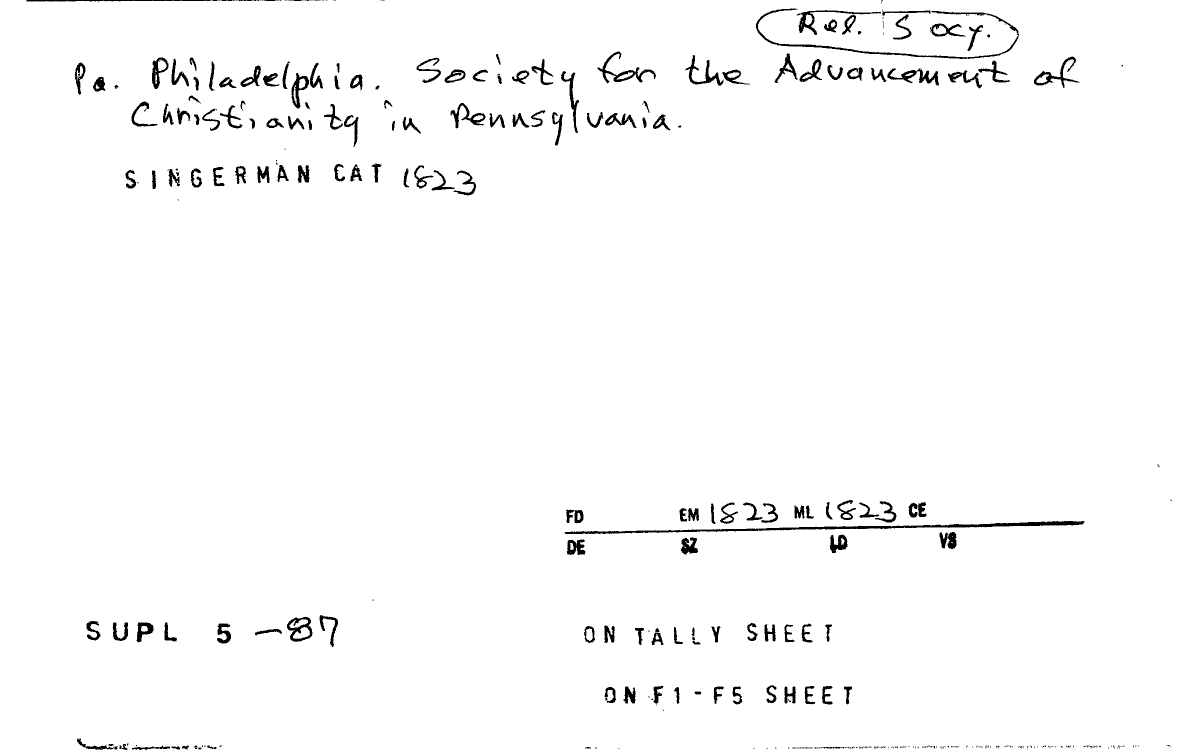 Rel. Socy.
Pa. Philadelphia. Society for the Advancement of
Christianity in Pennsylvania.
SINGERMAN CAT 1823
FD EM 1823 ML 1823 CE
DE SZ LD VS
SUPL 5 -87 ON TALLY SHEET
ON F1-F5 SHEET